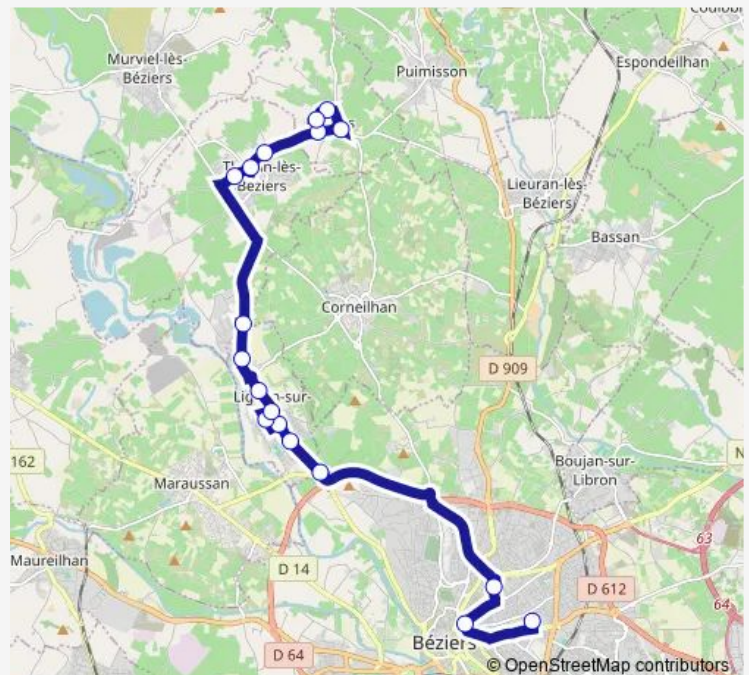 Murviel-lès-
Béziers
Puimisson
Espondeilhan
Béziers
Lieuran-lès-
Béziers
Bassan
Corneilhan
D 909
162
Maraussan
Boujan-sur-
Libron
N
Maureilhan
D 14
63
D 612
64
Béziers
D 64
© OpenStreetMap contributors